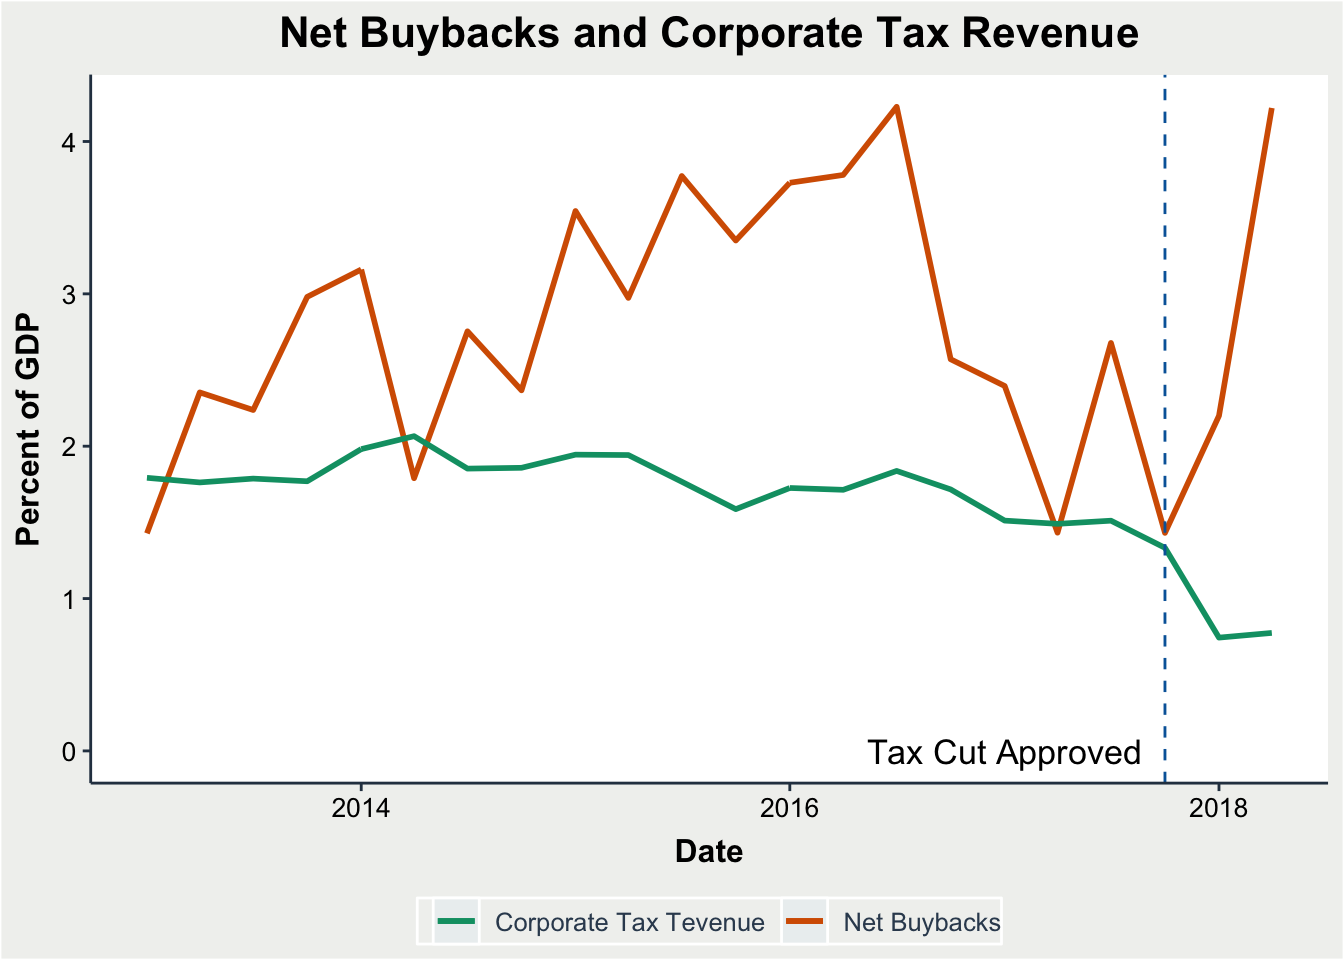 Net Buybacks and Corporate Tax Revenue
Percent of GDP
4
3
2
1
0
Tax Cut Approved
2014 2016 2018
Date
Corporate Tax Tevenue Net Buybacks